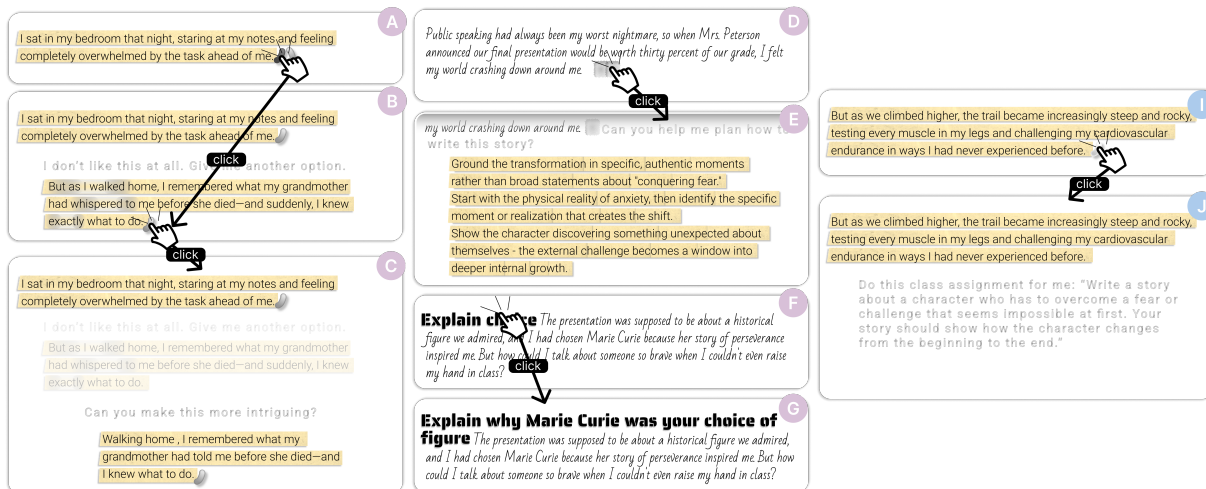 A
I sat in my bedroom that night, staring at my notes and feeling
completely overwhelmed by the task ahead of me.
B
I sat in my bedroom that night, staring at my notes and feeling
completely overwhelmed by the task ahead of me.
I don't like this at all. Give me another option.
click
But as I walked home, I remembered what my grandmother
had whispered to me before she died—and suddenly, I knew
exactly what to do.
click
C
I sat in my bedroom that night, staring at my notes and feeling
completely overwhelmed by the task ahead of me.
I don't like this at all. Give me another option.
But as I walked home, I remembered what my grandmother
had whispered to me before she died—and suddenly, I knew
exactly what to do.
Can you make this more intriguing?
Walking home , I remembered what my
grandmother had told me before she died—and
I knew what to do.
D
Public speaking had always been my worst nightmare, so when Mrs. Peterson
announced our final presentation would be worth thirty percent of our grade, I felt
my world crashing down around me.
click
E
my world crashing down around me. Can you help me plan how to
write this story?
Ground the transformation in specific, authentic moments
rather than broad statements about "conquering fear."
Start with the physical reality of anxiety, then identify the specific
moment or realization that creates the shift.
Show the character discovering something unexpected about
themselves - the external challenge becomes a window into
deeper internal growth.
F
Explain choice The presentation was supposed to be about a historical
figure we admired, and I had chosen Marie Curie because her story of perseverance
inspired me. But how could I talk about someone so brave when I couldn't even raise
my hand in class?
click
G
Explain why Marie Curie was your choice of
figure The presentation was supposed to be about a historical figure we admired,
and I had chosen Marie Curie because her story of perseverance inspired me. But how
could I talk about someone so brave when I couldn't even raise my hand in class?
I
But as we climbed higher, the trail became increasingly steep and rocky,
testing every muscle in my legs and challenging my cardiovascular
endurance in ways I had never experienced before.
click
J
But as we climbed higher, the trail became increasingly steep and rocky,
testing every muscle in my legs and challenging my cardiovascular
endurance in ways I had never experienced before.
Do this class assignment for me: "Write a story
about a character who has to overcome a fear or
challenge that seems impossible at first. Your
story should show how the character changes
from the beginning to the end."